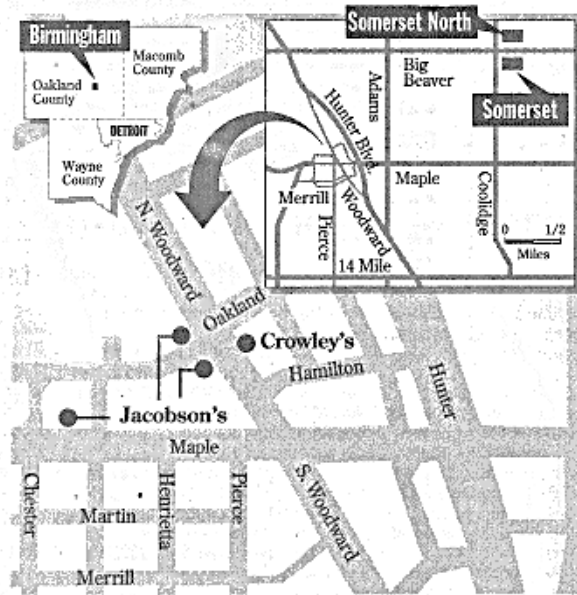 Birmingham
Macomb
County
Oakland
County
DETROIT
Wayne
County
Somerset North
Big
Beaver
Somerset
Adams
Hunter Blvd.
Maple
Merrill
Pierce
Woodward
Coolidge
0 1/2
Miles
14 Mile
N. Woodward
Oakland
Crowley's
Hamilton
Hunter
Jacobson's
Maple
Chester
Henrietta
Pierce
S. Woodward
Martin
Merrill